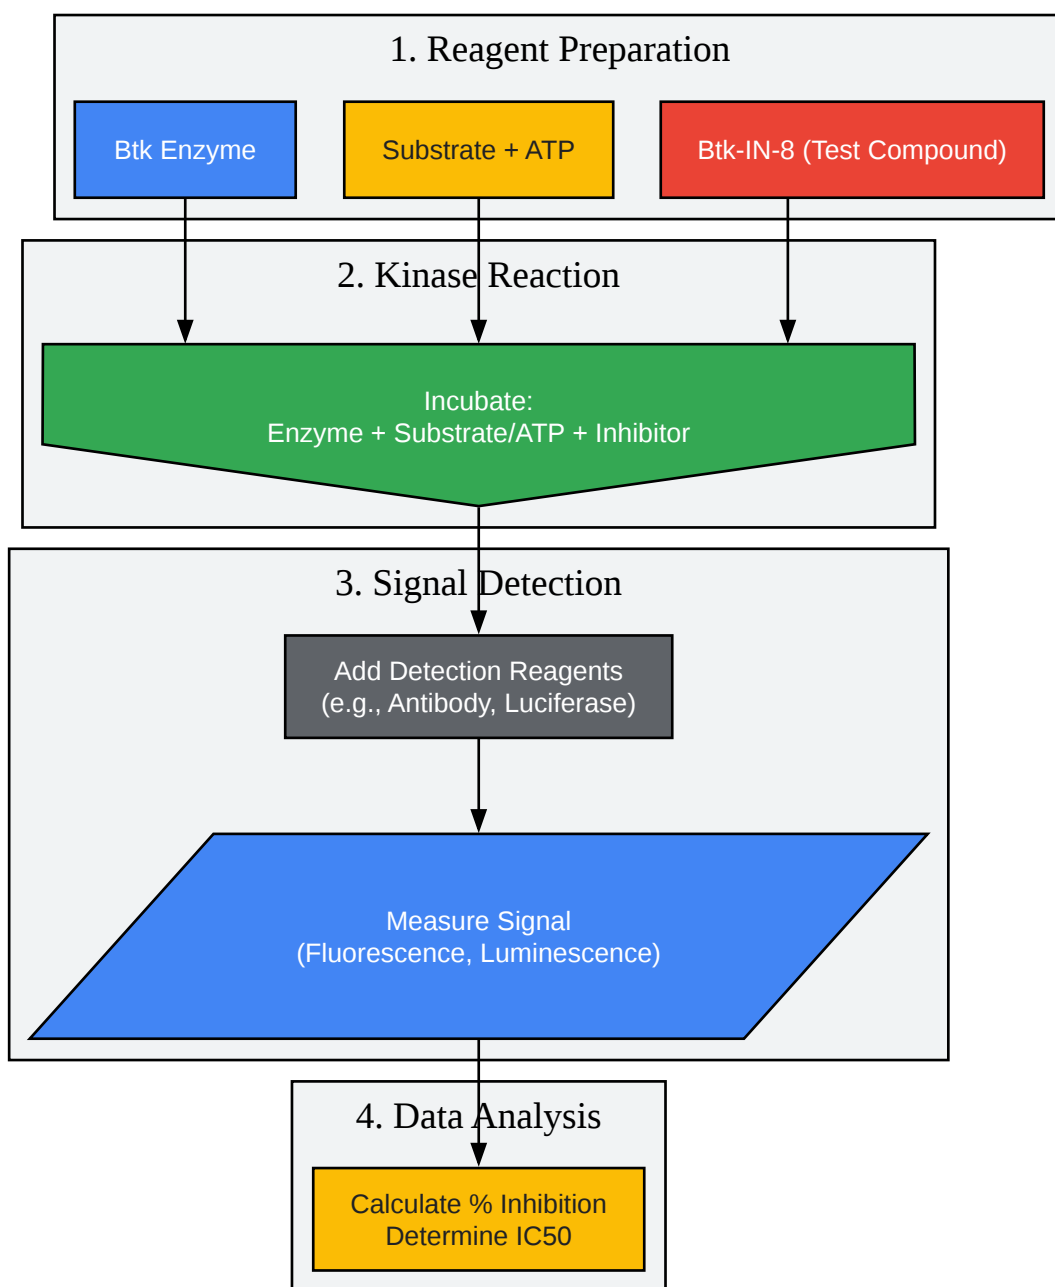 1. Reagent Preparation
Btk Enzyme
Substrate + ATP
Btk-IN-8 (Test Compound)
2. Kinase Reaction
Incubate:
Enzyme + Substrate/ATP + Inhibitor
3. Signal Detection
Add Detection Reagents
(e.g., Antibody, Luciferase)
Measure Signal
(Fluorescence, Luminescence)
4. Data Analysis
Calculate % Inhibition
Determine IC50